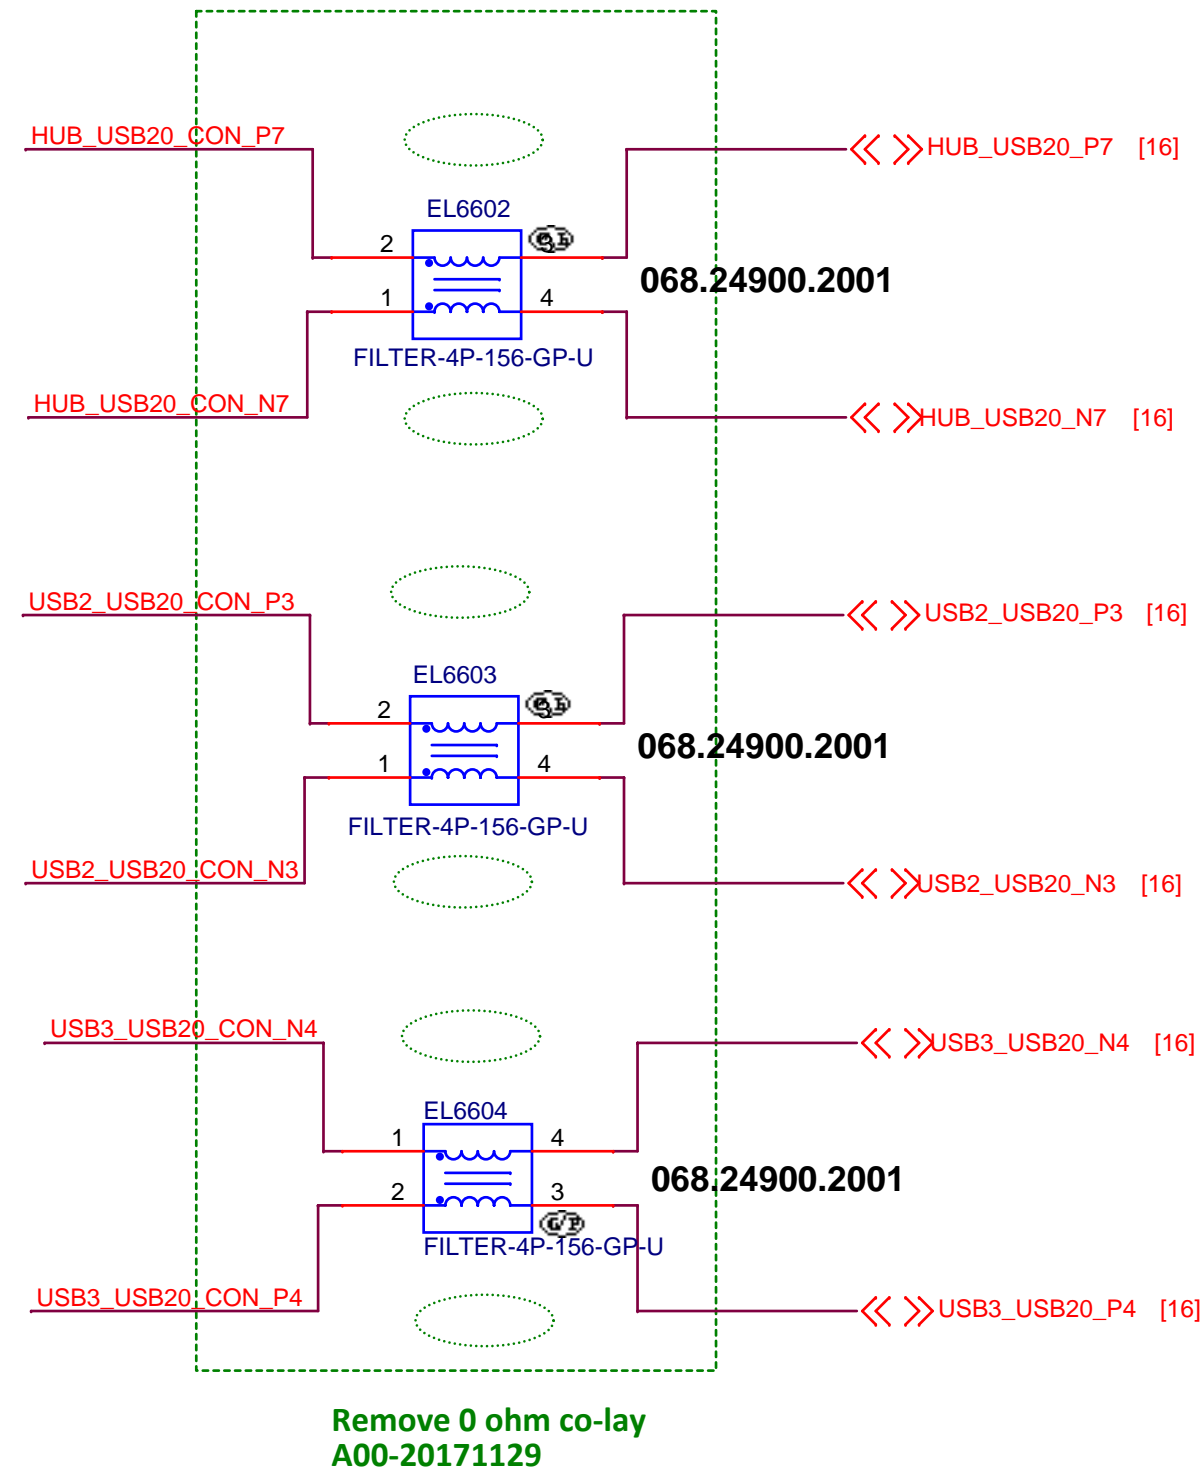 HUB_USB20_CON_P7
HUB_USB20_P7 [16]
EL6602
2
3
068.24900.2001
1
4
FILTER-4P-156-GP-U
HUB_USB20_CON_N7
HUB_USB20_N7 [16]
USB2_USB20_CON_P3
USB2_USB20_P3 [16]
EL6603
2
3
068.24900.2001
1
4
FILTER-4P-156-GP-U
USB2_USB20_CON_N3
USB2_USB20_N3 [16]
USB3_USB20_CON_N4
USB3_USB20_N4 [16]
EL6604
1
4
068.24900.2001
2
3
G/P
FILTER-4P-156-GP-U
USB3_USB20_CON_P4
USB3_USB20_P4 [16]
Remove 0 ohm co-lay
A00-20171129